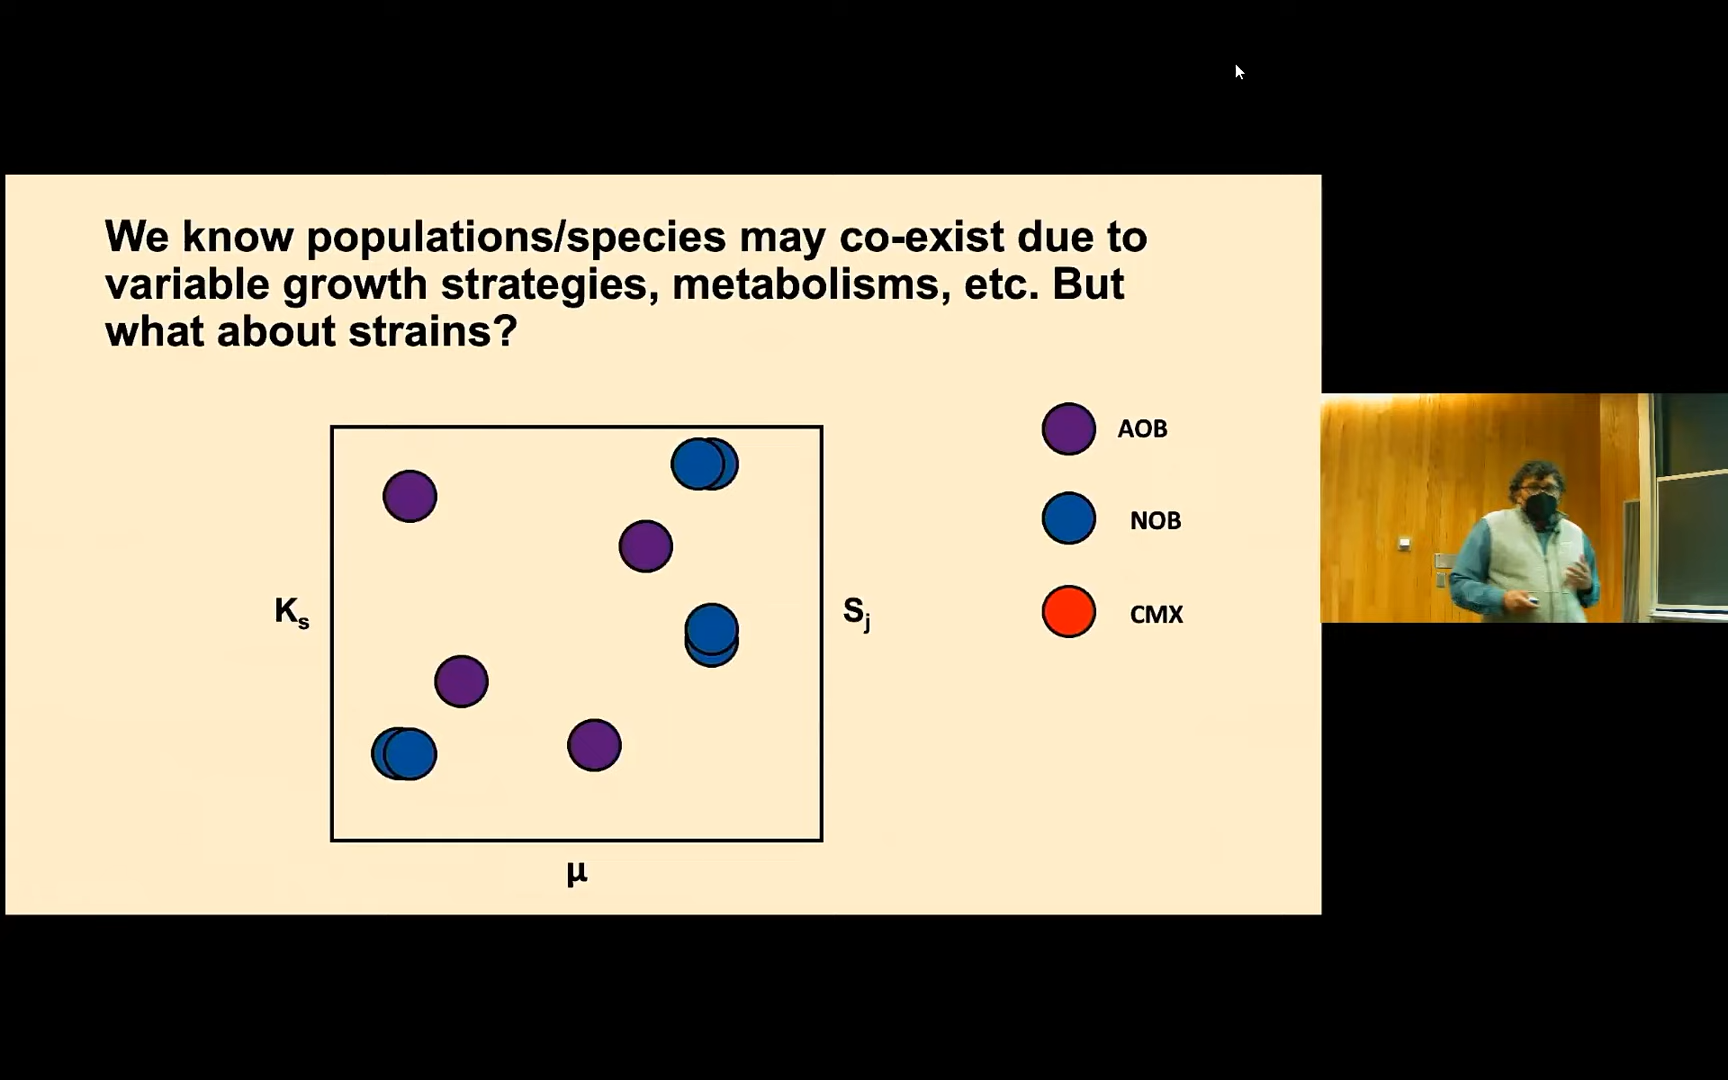 We know populations/species may co-exist due to
variable growth strategies, metabolisms, etc. But
what about strains?
AOB
NOB
CMX
Ks
Sj
μ